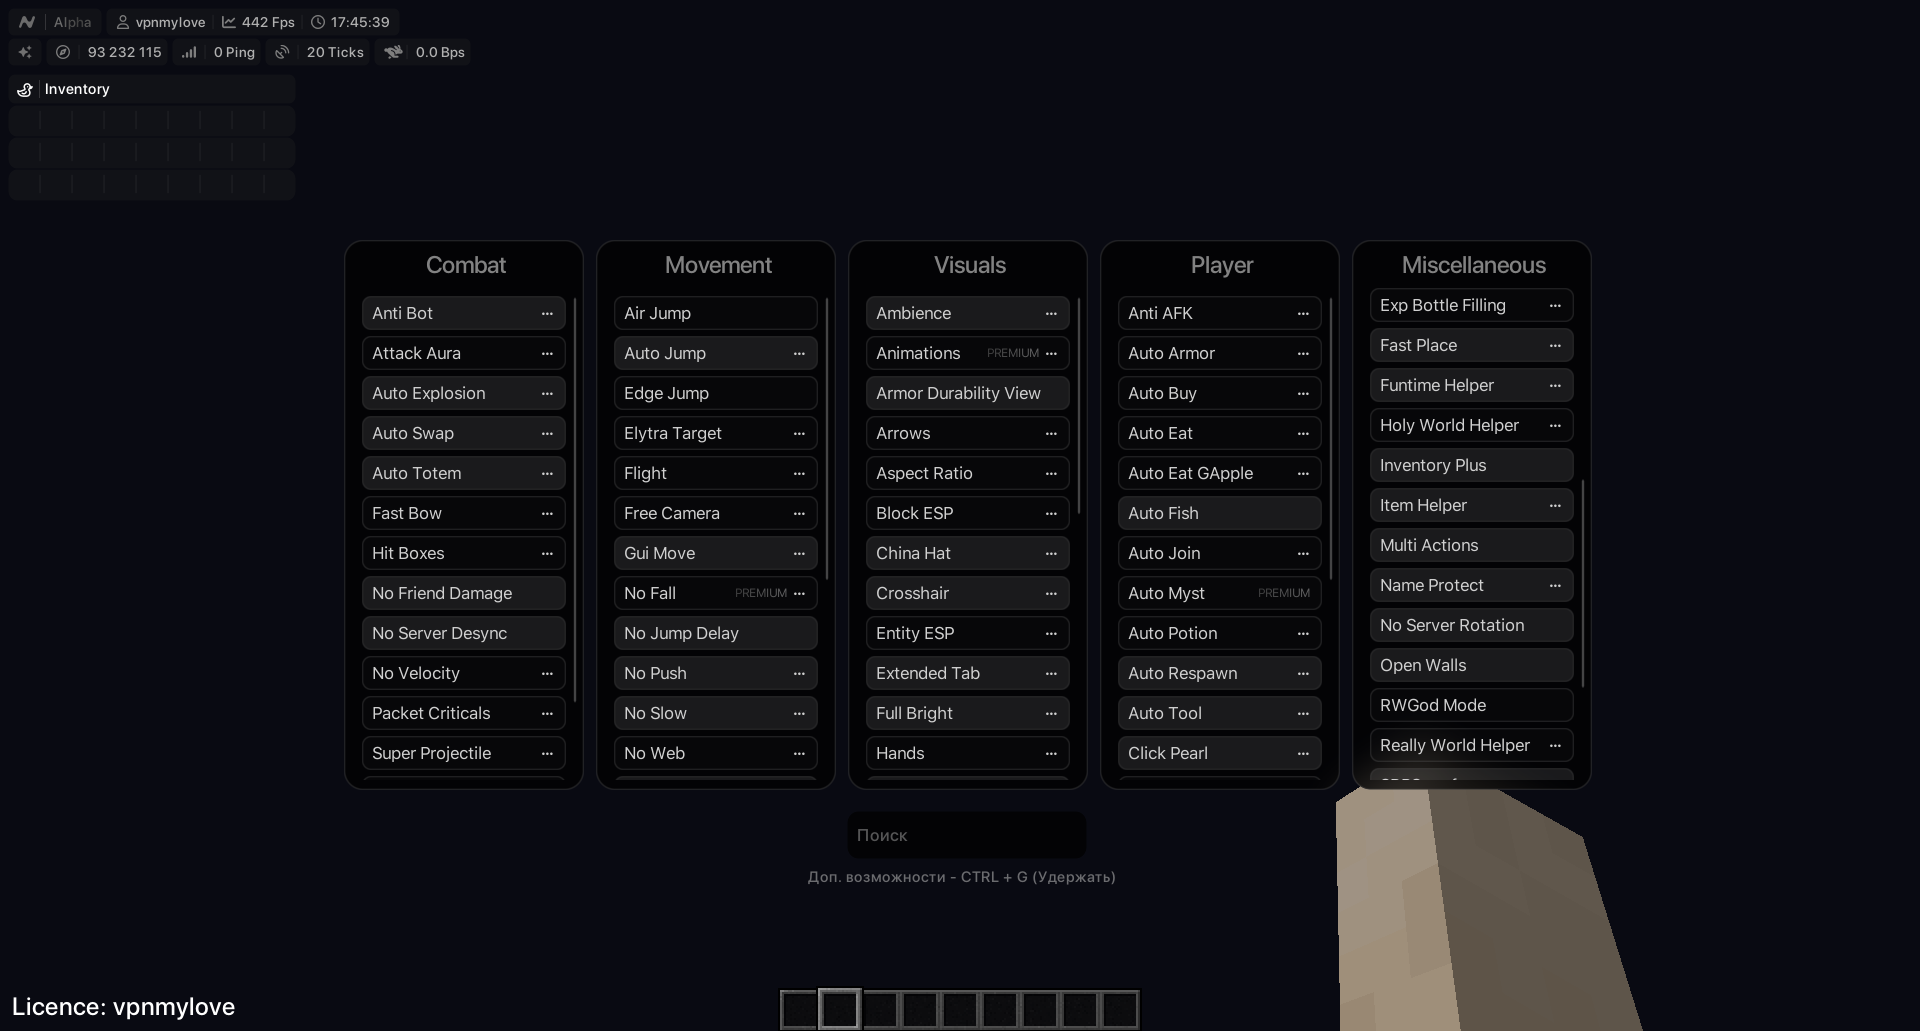 Alpha vpnmylove 442 Fps 17:45:39
93 232 115 0 Ping 20 Ticks 0.0 Bps
Inventory
Combat
Anti Bot
Attack Aura
Auto Explosion
Auto Swap
Auto Totem
Fast Bow
Hit Boxes
No Friend Damage
No Server Desync
No Velocity
Packet Criticals
Super Projectile
Movement
Air Jump
Auto Jump
Edge Jump
Elytra Target
Flight
Free Camera
Gui Move
No Fall PREMIUM
No Jump Delay
No Push
No Slow
No Web
Visuals
Ambience
Animations PREMIUM
Armor Durability View
Arrows
Aspect Ratio
Block ESP
China Hat
Crosshair
Entity ESP
Extended Tab
Full Bright
Hands
Player
Anti AFK
Auto Armor
Auto Buy
Auto Eat
Auto Eat GApple
Auto Fish
Auto Join
Auto Myst PREMIUM
Auto Potion
Auto Respawn
Auto Tool
Click Pearl
Miscellaneous
Exp Bottle Filling
Fast Place
Funtime Helper
Holy World Helper
Inventory Plus
Item Helper
Multi Actions
Name Protect
No Server Rotation
Open Walls
RWGod Mode
Really World Helper
Поиск
Доп. возможности - CTRL + G (Удержать)
Licence: vpnmylove